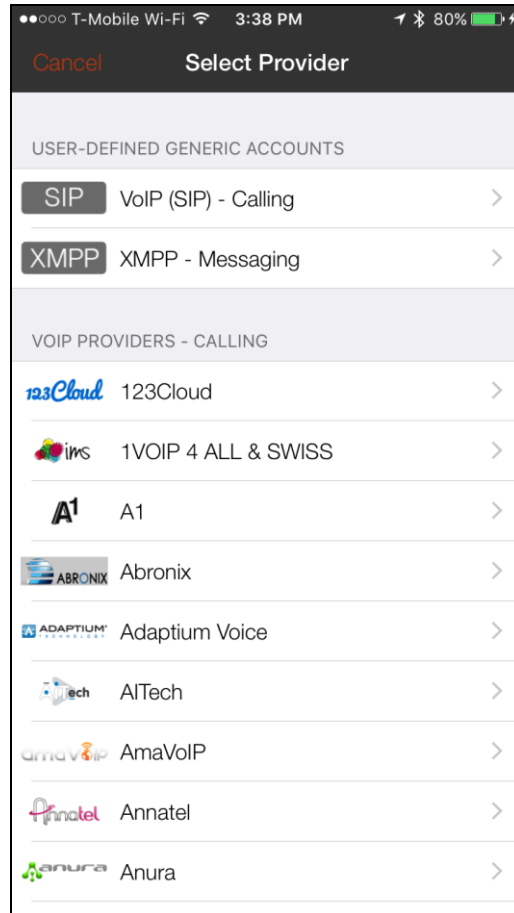 T-Mobile Wi-Fi 3:38 PM 80%
Cancel Select Provider
USER-DEFINED GENERIC ACCOUNTS
SIP VoIP (SIP) - Calling
XMPP XMPP - Messaging
VOIP PROVIDERS - CALLING
123Cloud 123Cloud
ims 1VOIP 4 ALL & SWISS
A1 A1
ABRONIX Abronix
ADAPTIUM TECHNOLOGY Adaptium Voice
AITech AITech
amavoip AmaVoIP
Annatel Annatel
anura Anura